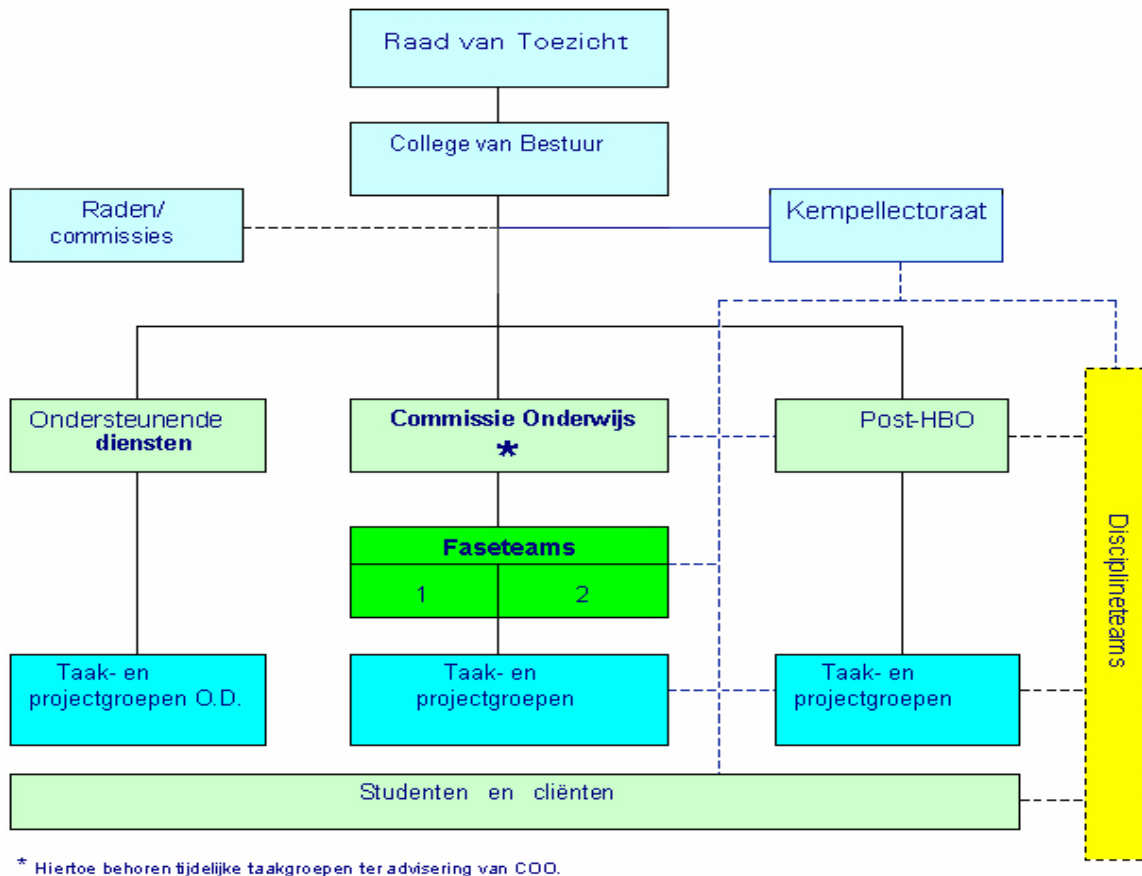 Raad van Toezicht
College van Bestuur
Raden/
commissies
Kempellectoraat
Ondersteunende
diensten
Commissie Onderwijs
*
Post-HBO
Faseteams
1
2
Disciplineteams
Taak- en
projectgroepen O.D.
Taak- en
projectgroepen
Taak- en
projectgroepen
Studenten en cliënten
* Hiertoe behoren tijdelijke taakgroepen ter advisering van COO.